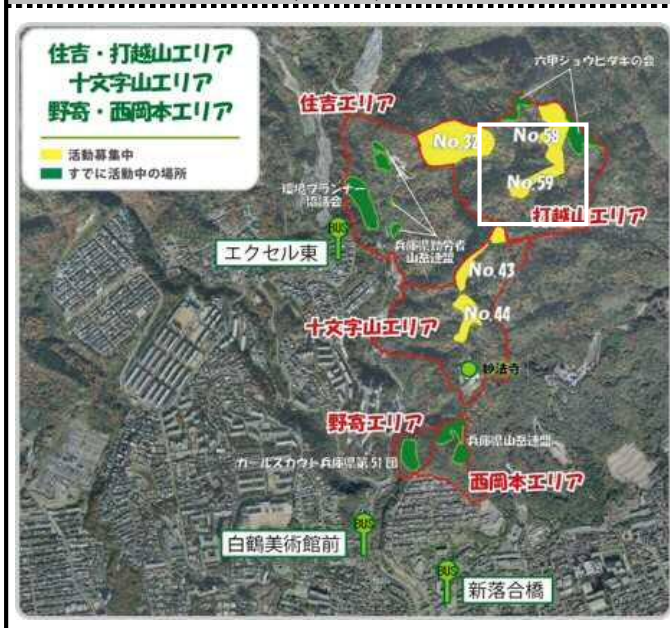 住吉・打越山エリア
十文字山エリア
野寄・西岡本エリア
活動募集中
すでに活動中の場所
六甲ショウビタキの会
住吉エリア
No.32
No.58
No.59
打越山エリア
環境プランナー
協議会
BUS
エクセル東
兵庫県勤労者
山岳連盟
No.43
十文字山エリア
No.44
妙法寺
野寄エリア
兵庫県山岳連盟
ガールスカウト兵庫県第51団
西岡本エリア
BUS
白鶴美術館前
BUS
新落合橋